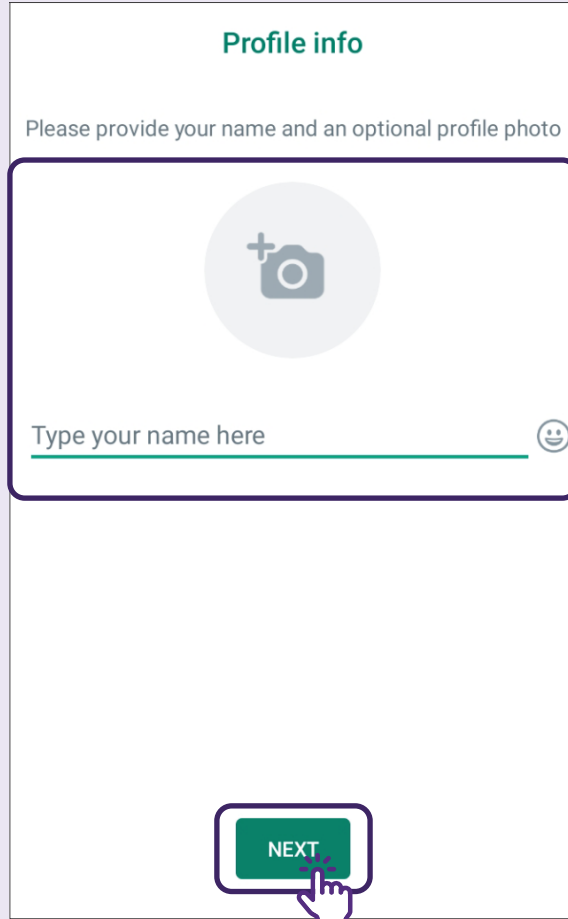 Profile info
Please provide your name and an optional profile photo
Type your name here
NEXT